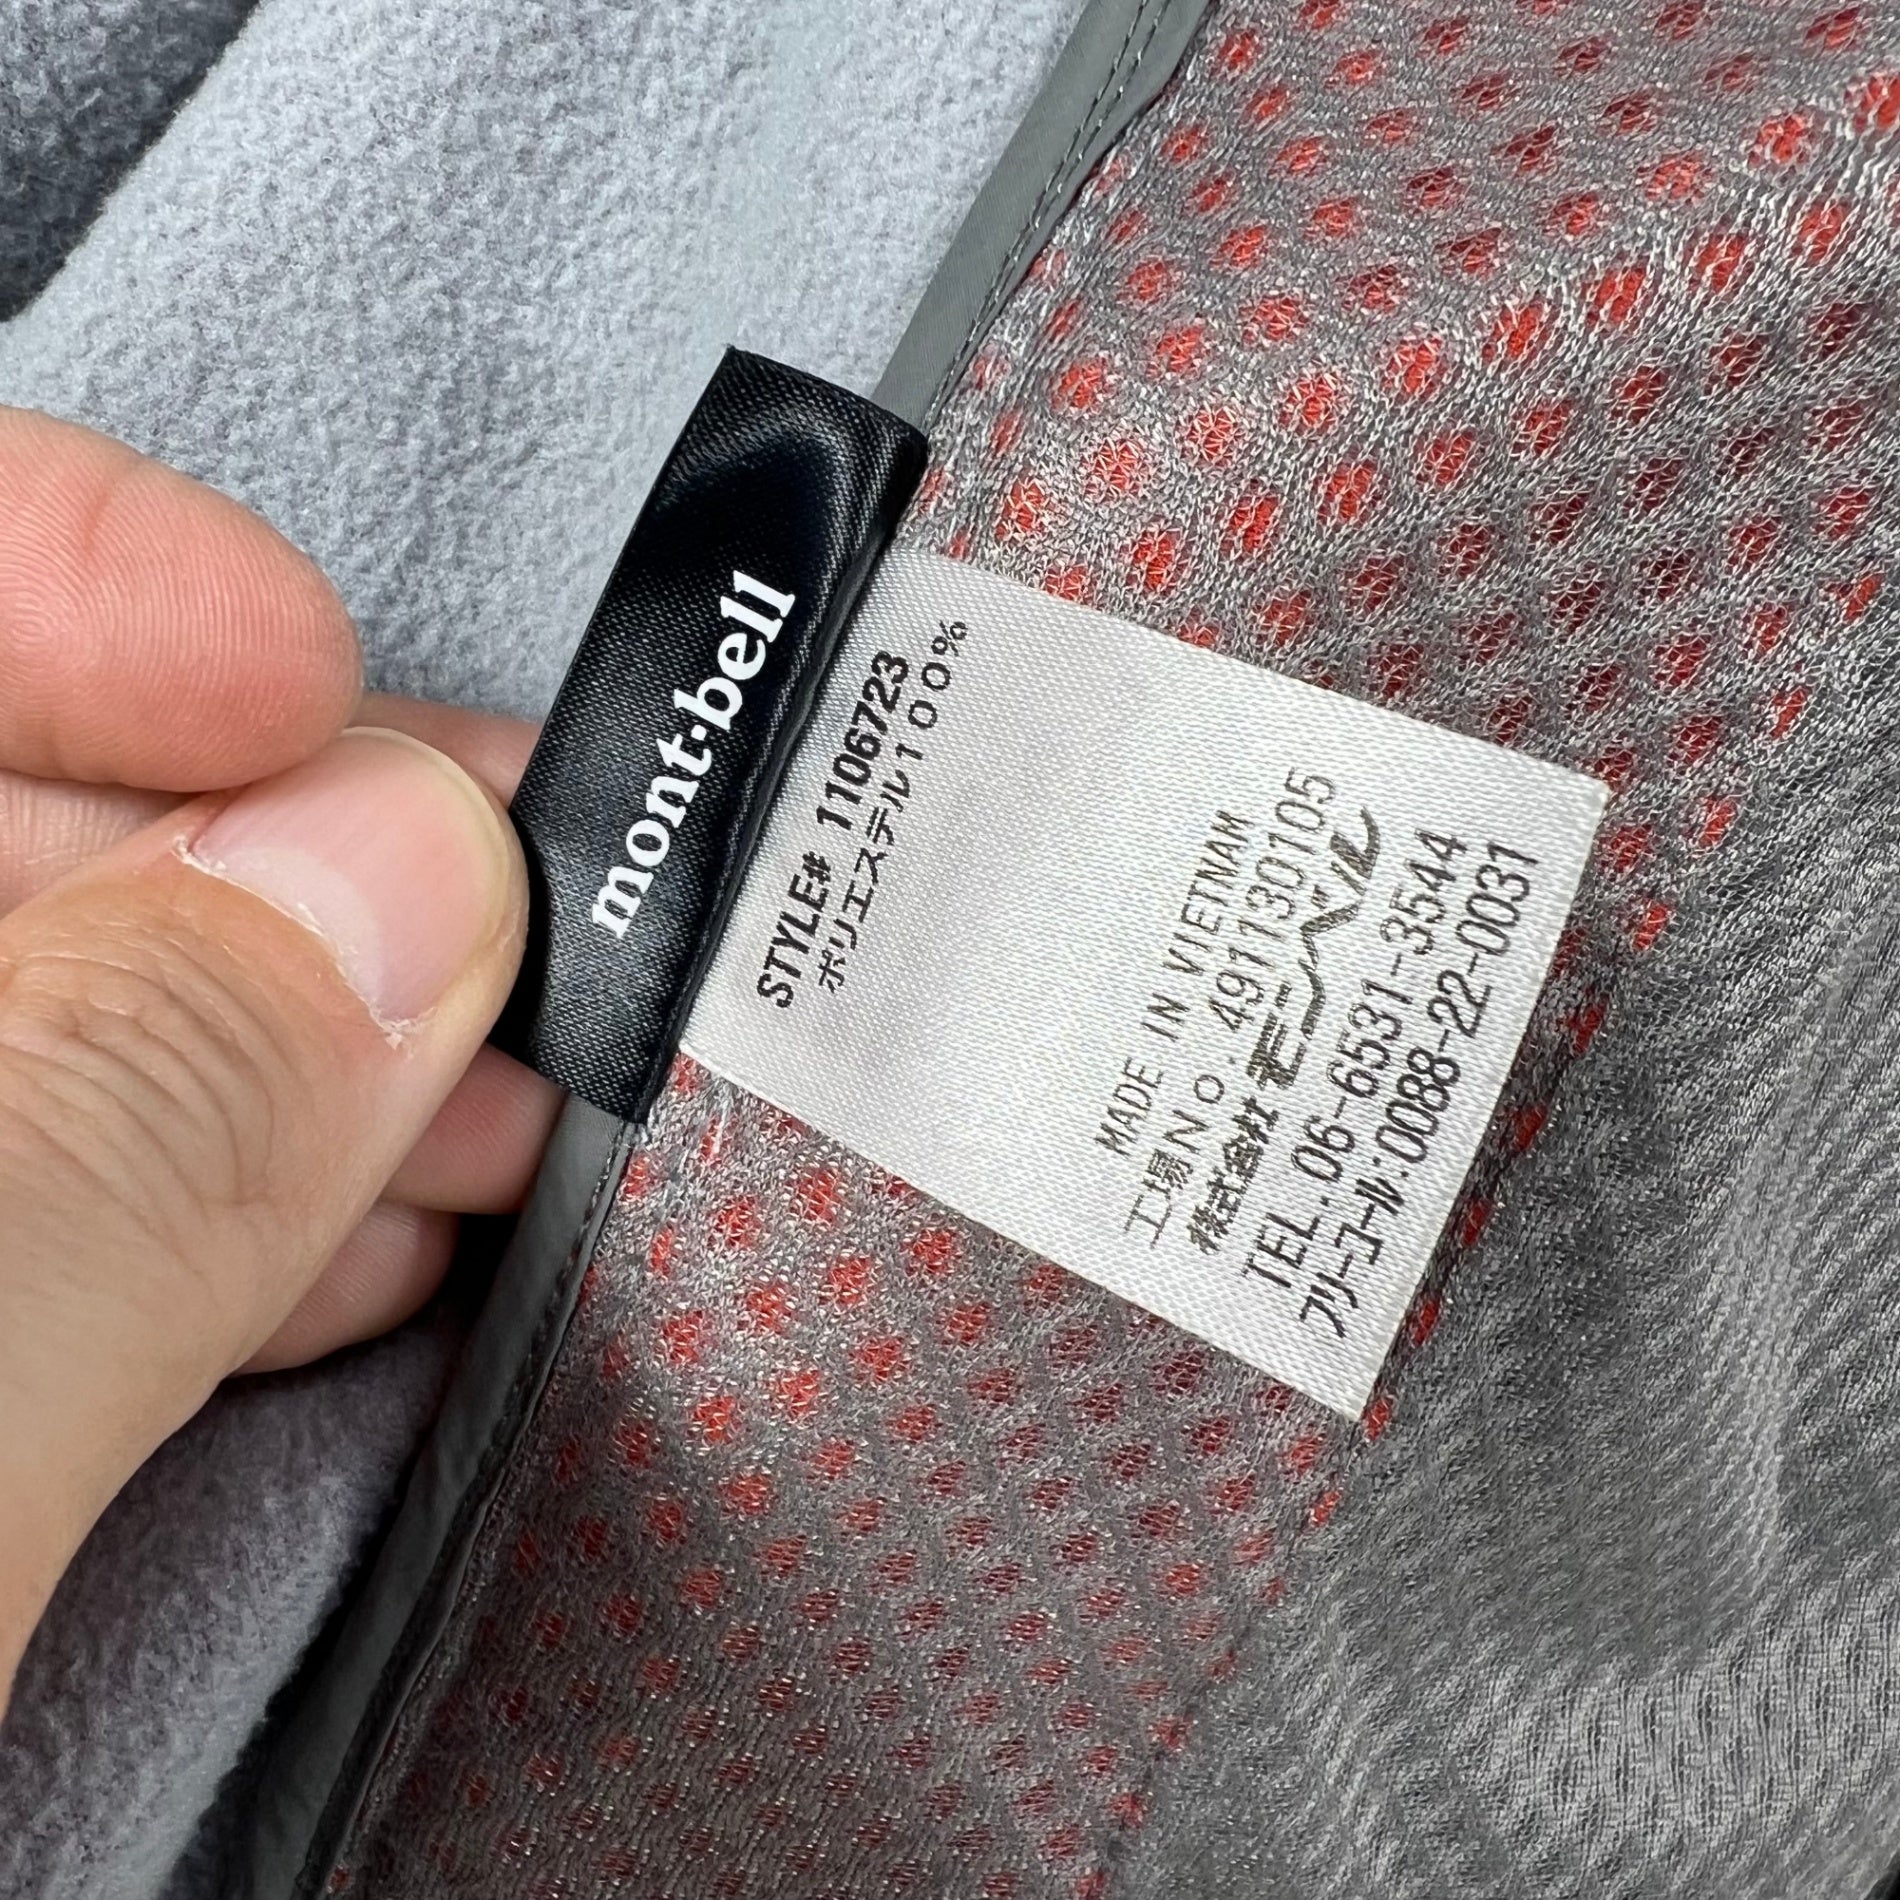 mont-bell
STYLE# 1106723
ポリエステル100%
MADE IN VIETNAM
工場No.4911301​05
株式会社モンベル
TEL.06-6531-3544
フリーコール:0088-22-0031